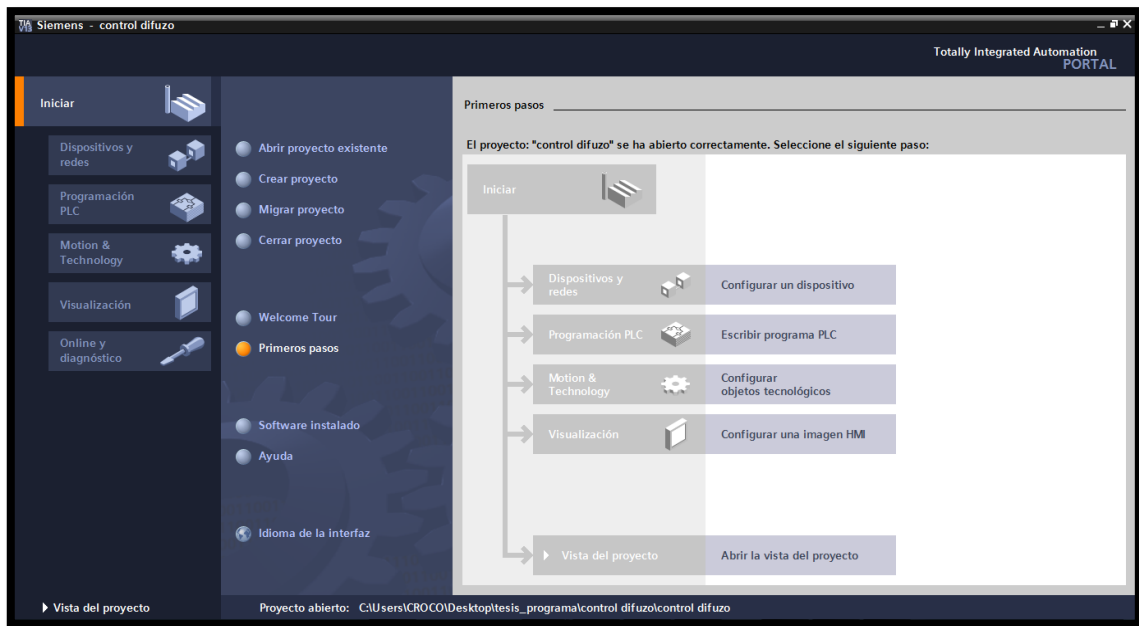 TIA
V13
Siemens - control difuzo
Totally Integrated Automation
PORTAL
Iniciar
Dispositivos y
redes
Programación
PLC
Motion &
Technology
Visualización
Online y
diagnóstico
Vista del proyecto
Abrir proyecto existente
Crear proyecto
Migrar proyecto
Cerrar proyecto
Welcome Tour
Primeros pasos
Software instalado
Ayuda
Idioma de la interfaz
Primeros pasos
El proyecto: "control difuzo" se ha abierto correctamente. Seleccione el siguiente paso:
Iniciar
Dispositivos y
redes
Configurar un dispositivo
Programación PLC
Escribir programa PLC
Motion &
Technology
Configurar
objetos tecnológicos
Visualización
Configurar una imagen HMI
Vista del proyecto
Abrir la vista del proyecto
Proyecto abierto: C:\Users\CROCO\Desktop\tesis_programa\control difuzo\control difuzo